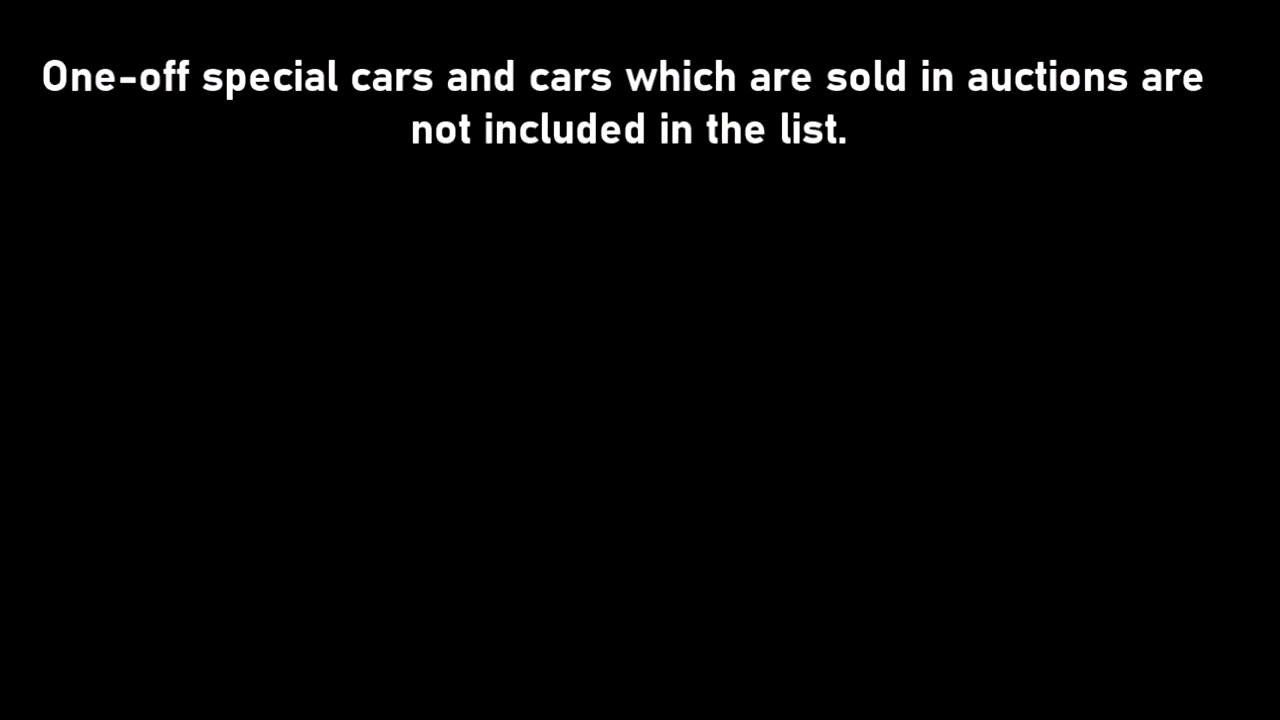 One-off special cars and cars which are sold in auctions are
not included in the list.